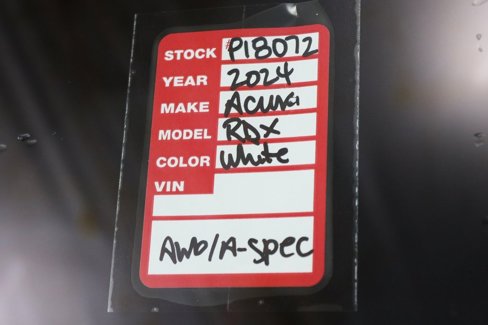 STOCK P18072
YEAR 2024
MAKE Acura
MODEL RDX
COLOR White
VIN
AWD/A-SPEC